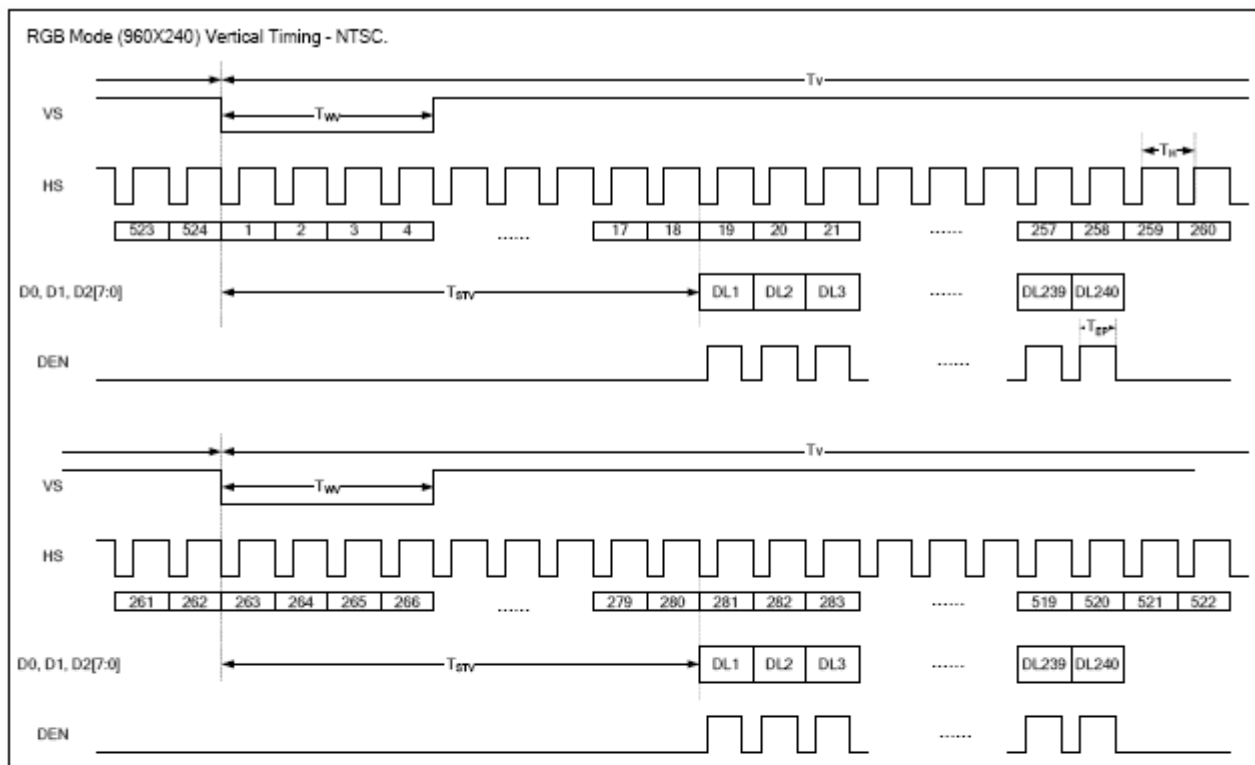 RGB Mode (960X240) Vertical Timing - NTSC.
Tv
VS
TWV
TH
HS
523 524 1 2 3 4 ...... 17 18 19 20 21 ...... 257 258 259 260
D0, D1, D2[7:0]
TSTV
DL1 DL2 DL3 ...... DL239 DL240
TEP
DEN
......
Tv
VS
TWV
HS
261 262 263 264 265 266 ...... 279 280 281 282 283 ...... 519 520 521 522
D0, D1, D2[7:0]
TSTV
DL1 DL2 DL3 ...... DL239 DL240
DEN
......